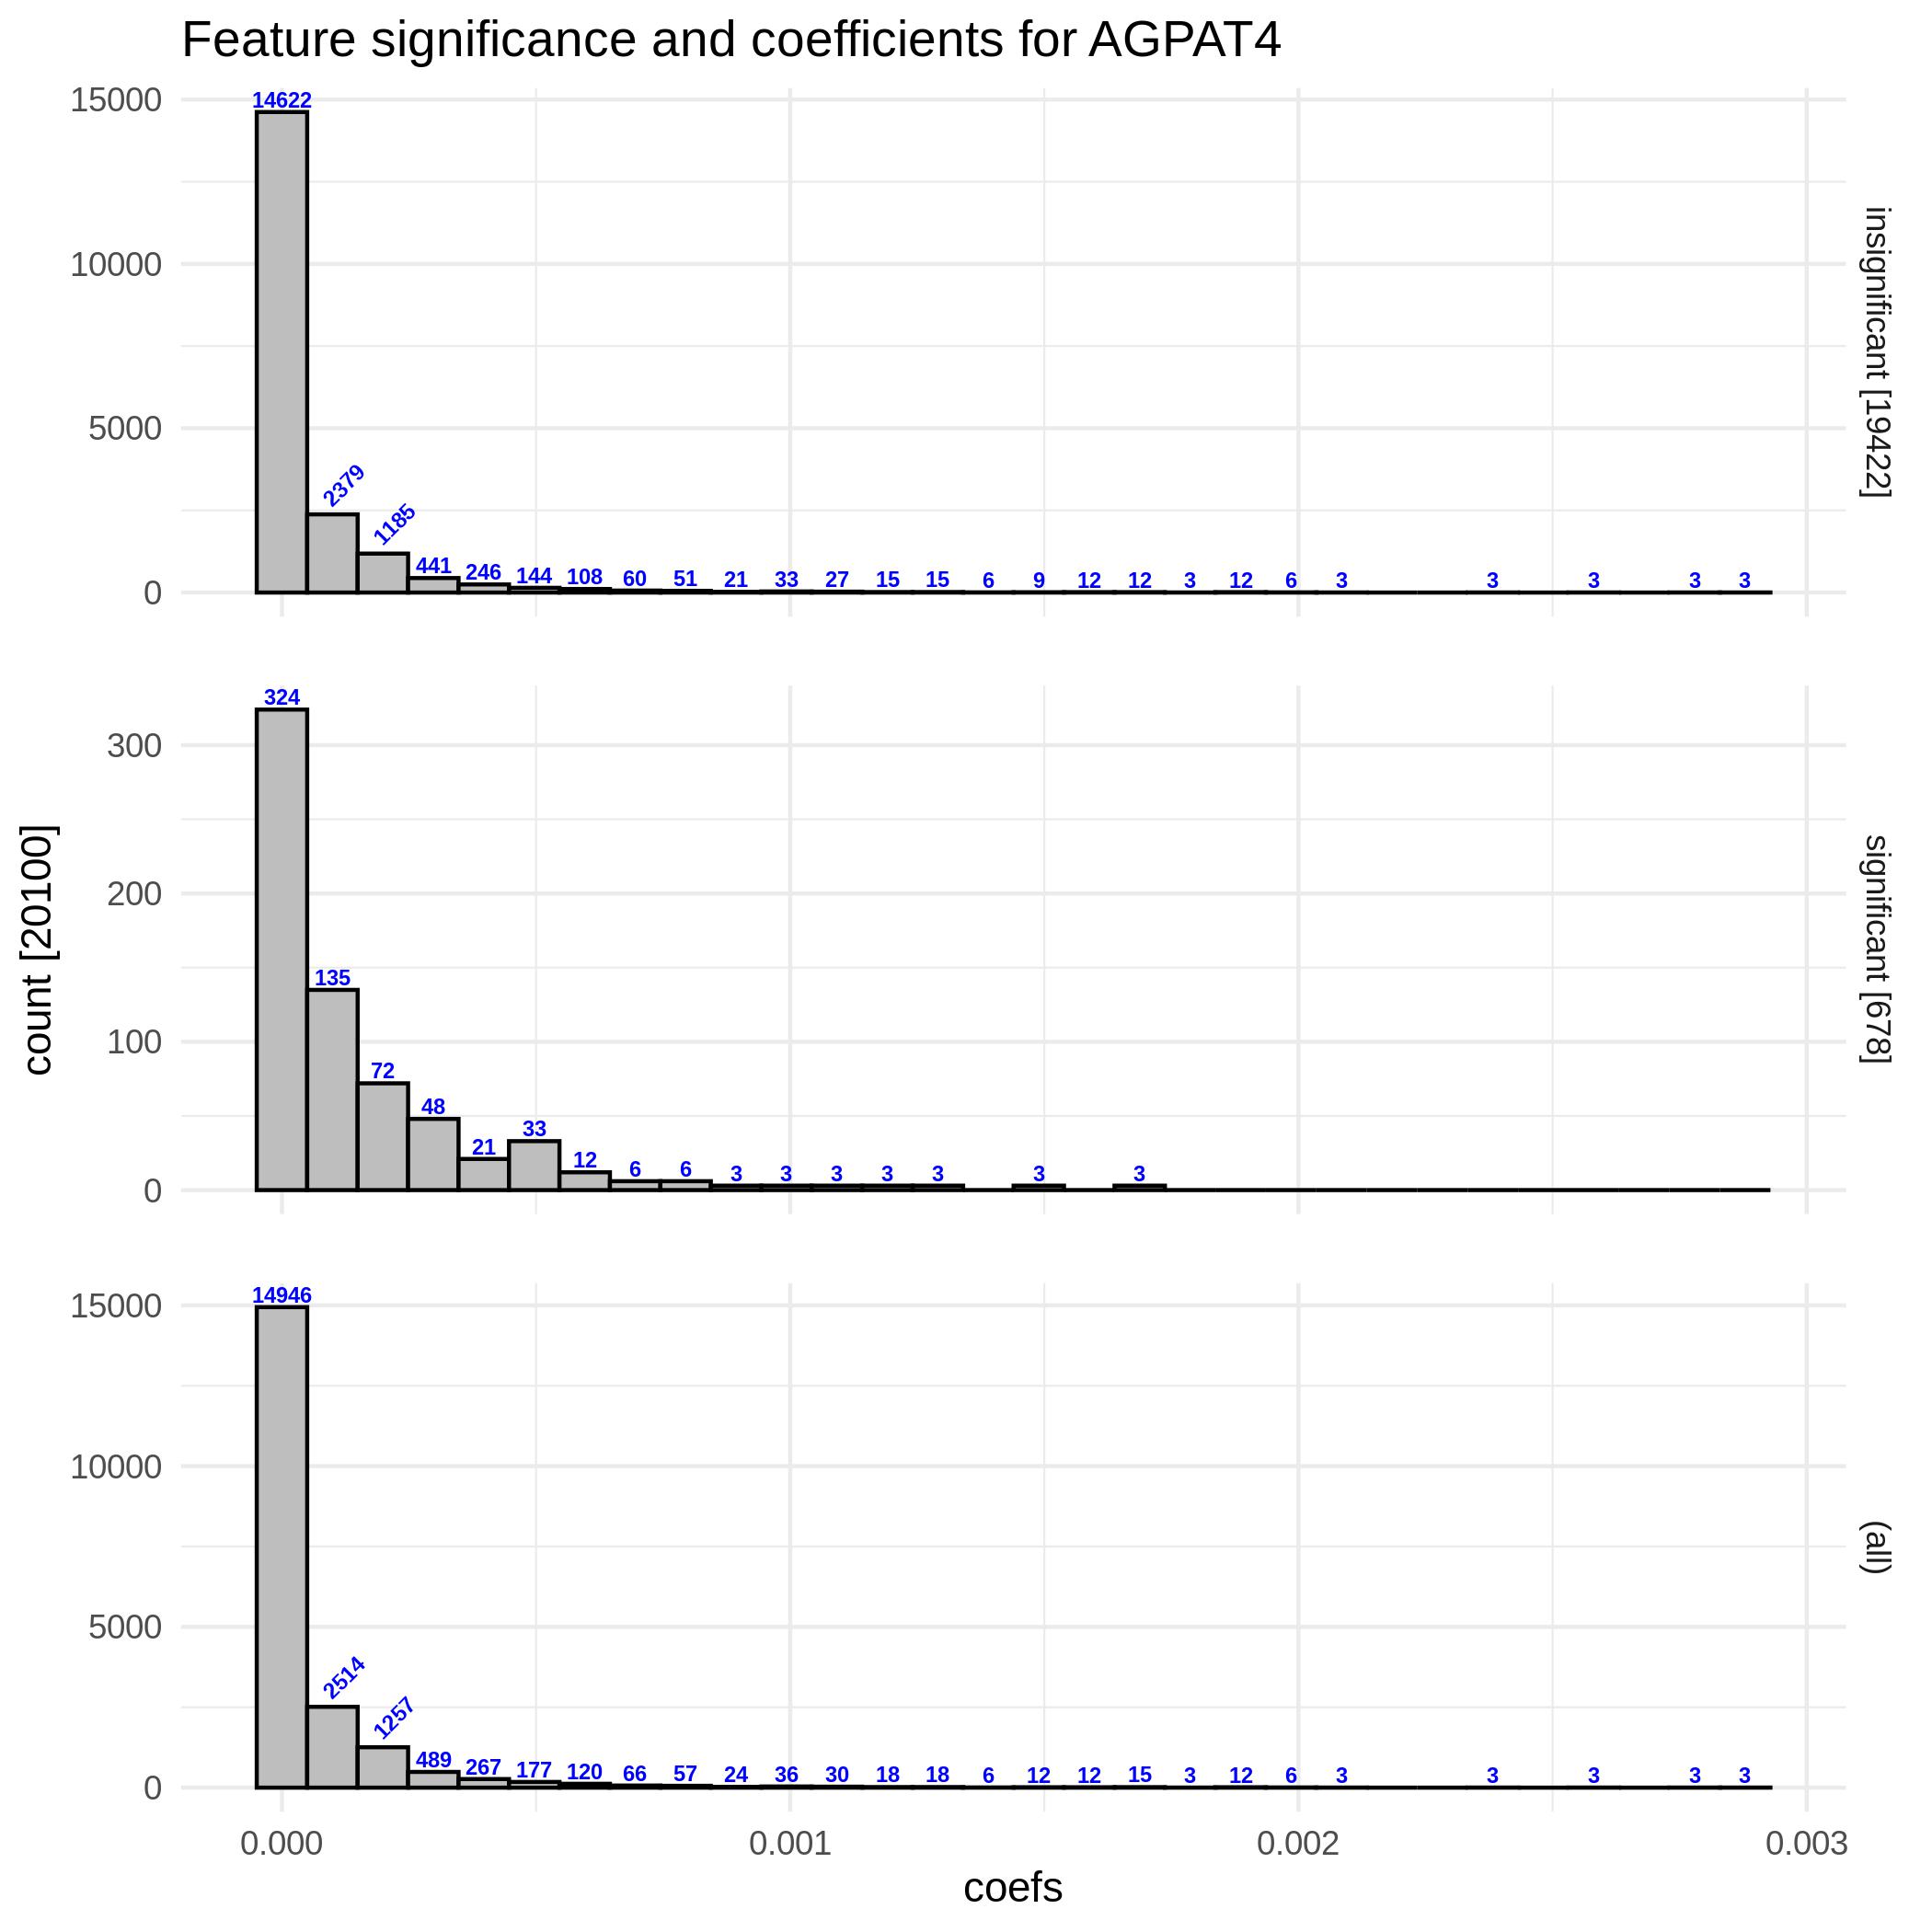 Feature significance and coefficients for AGPAT4
15000
10000
5000
0
14622 2379 1185 441 246 144 108 60 51 21 33 27 15 15 6 9 12 12 3 12 6 3 3 3 3 3
insignificant [19422]
count [20100]
300
200
100
0
324 135 72 48 21 33 12 6 6 3 3 3 3 3 3 3
significant [678]
15000
10000
5000
0
14946 2514 1257 489 267 177 120 66 57 24 36 30 18 18 6 12 12 15 3 12 6 3 3 3 3 3
(all)
0.000 0.001 0.002 0.003
coefs